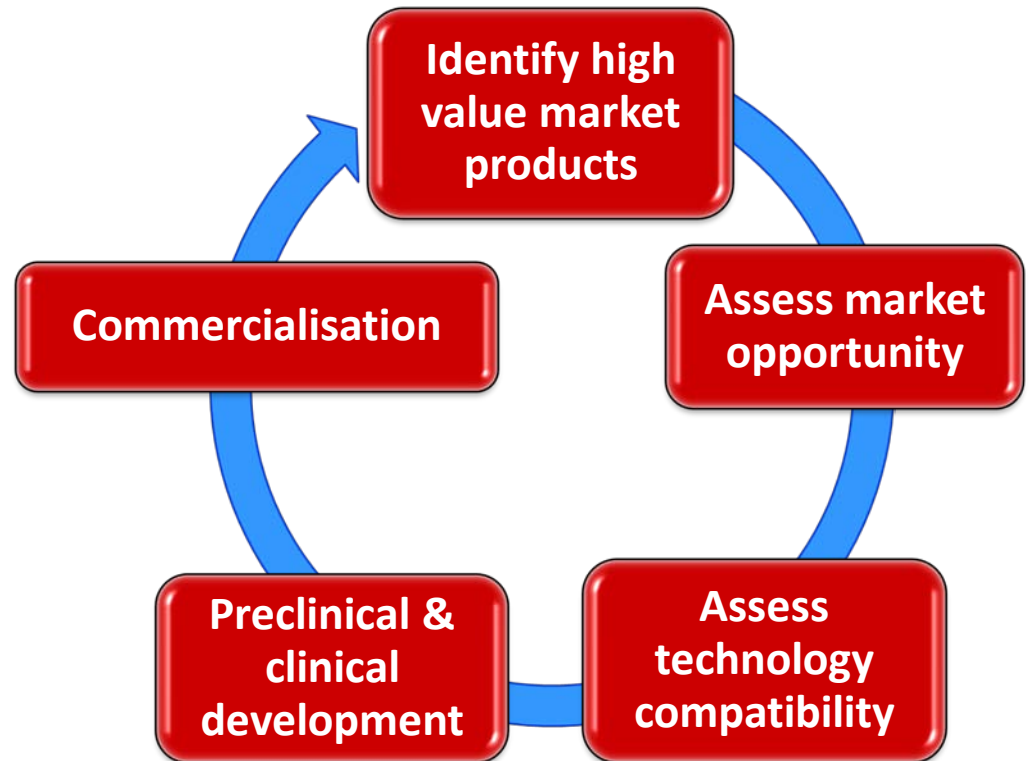 Identify high
value market
products
Assess market
opportunity
Assess
technology
compatibility
Preclinical &
clinical
development
Commercialisation